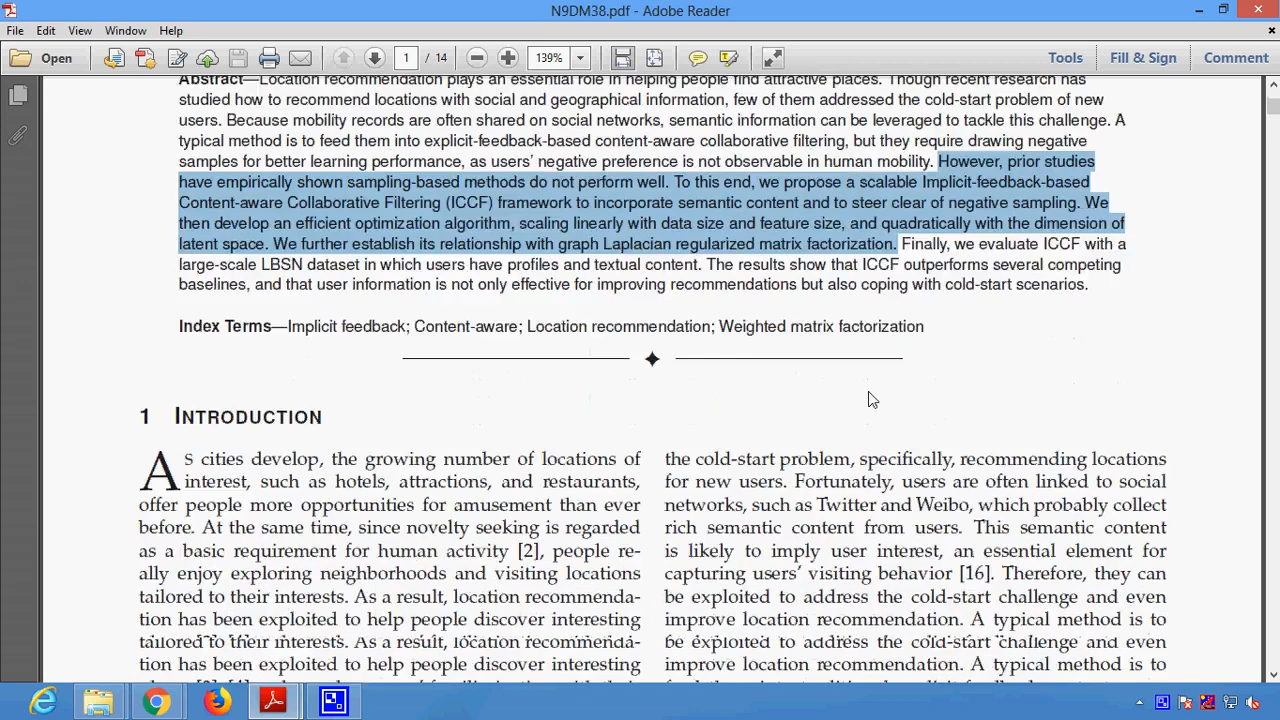 N9DM38.pdf - Adobe Reader
File Edit View Window Help
Open 1 / 14 139% Tools Fill & Sign Comment
Abstract—Location recommendation plays an essential role in helping people find attractive places. Though recent research has
studied how to recommend locations with social and geographical information, few of them addressed the cold-start problem of new
users. Because mobility records are often shared on social networks, semantic information can be leveraged to tackle this challenge. A
typical method is to feed them into explicit-feedback-based content-aware collaborative filtering, but they require drawing negative
samples for better learning performance, as users' negative preference is not observable in human mobility. However, prior studies
have empirically shown sampling-based methods do not perform well. To this end, we propose a scalable Implicit-feedback-based
Content-aware Collaborative Filtering (ICCF) framework to incorporate semantic content and to steer clear of negative sampling. We
then develop an efficient optimization algorithm, scaling linearly with data size and feature size, and quadratically with the dimension of
latent space. We further establish its relationship with graph Laplacian regularized matrix factorization. Finally, we evaluate ICCF with a
large-scale LBSN dataset in which users have profiles and textual content. The results show that ICCF outperforms several competing
baselines, and that user information is not only effective for improving recommendations but also coping with cold-start scenarios.
Index Terms—Implicit feedback; Content-aware; Location recommendation; Weighted matrix factorization
1 INTRODUCTION
As cities develop, the growing number of locations of
interest, such as hotels, attractions, and restaurants,
offer people more opportunities for amusement than ever
before. At the same time, since novelty seeking is regarded
as a basic requirement for human activity [2], people re-
ally enjoy exploring neighborhoods and visiting locations
tailored to their interests. As a result, location recommenda-
tion has been exploited to help people discover interesting
tailored to their interests. As a result, location recommenda-
tion has been exploited to help people discover interesting
the cold-start problem, specifically, recommending locations
for new users. Fortunately, users are often linked to social
networks, such as Twitter and Weibo, which probably collect
rich semantic content from users. This semantic content
is likely to imply user interest, an essential element for
capturing users' visiting behavior [16]. Therefore, they can
be exploited to address the cold-start challenge and even
improve location recommendation. A typical method is to
be exploited to address the cold-start challenge and even
improve location recommendation. A typical method is to